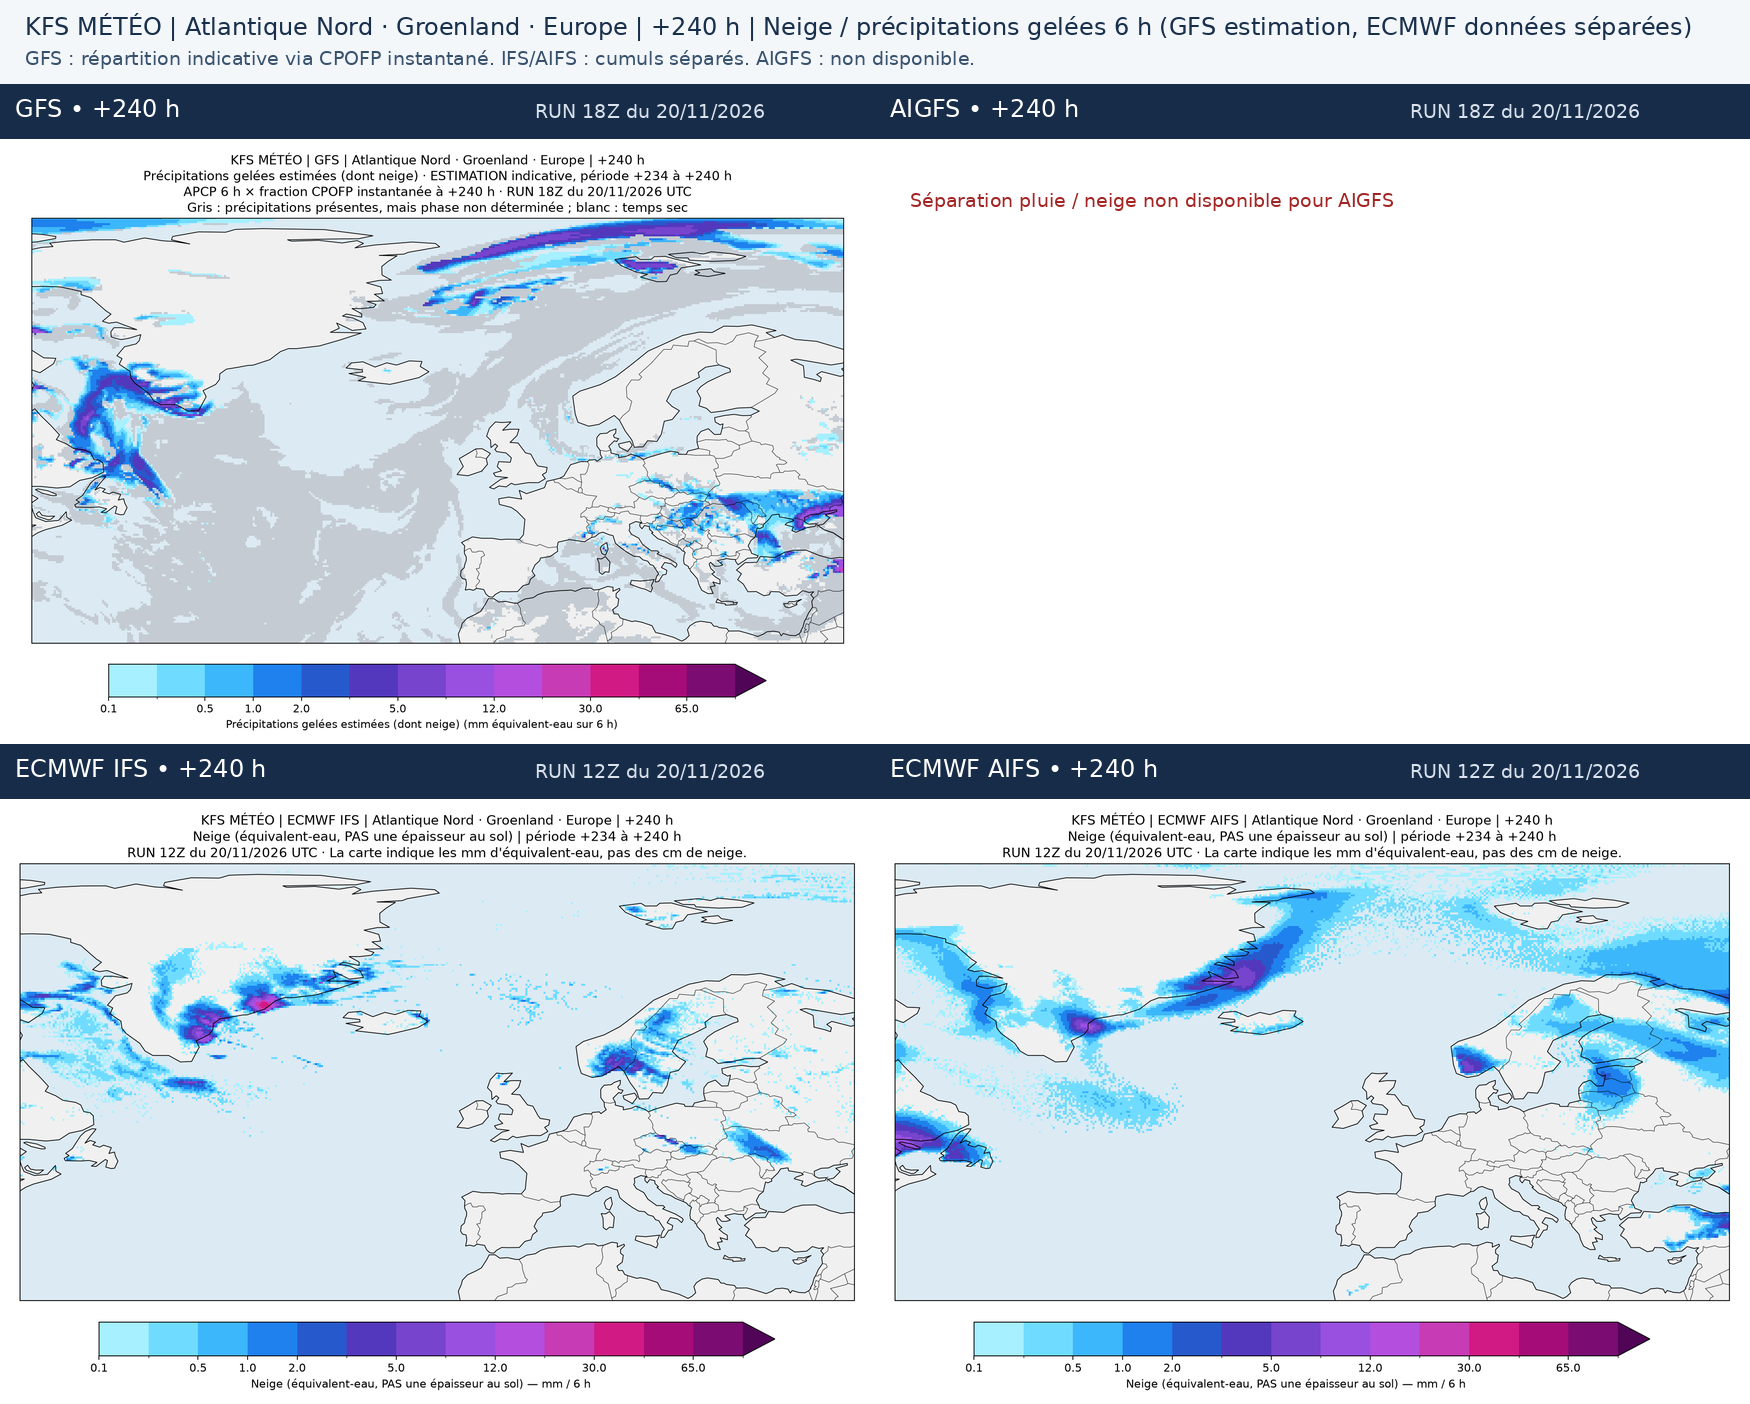 KFS MÉTÉO | Atlantique Nord · Groenland · Europe | +240 h | Neige / précipitations gelées 6 h (GFS estimation, ECMWF données séparées)
GFS : répartition indicative via CPOFP instantané. IFS/AIFS : cumuls séparés. AIGFS : non disponible.
GFS • +240 h
RUN 18Z du 20/11/2026
AIGFS • +240 h
RUN 18Z du 20/11/2026
KFS MÉTÉO | GFS | Atlantique Nord · Groenland · Europe | +240 h
Précipitations gelées estimées (dont neige) · ESTIMATION indicative, période +234 à +240 h
APCP 6 h × fraction CPOFP instantanée à +240 h · RUN 18Z du 20/11/2026 UTC
Gris : précipitations présentes, mais phase non déterminée ; blanc : temps sec
Séparation pluie / neige non disponible pour AIGFS
0.1 0.5 1.0 2.0 5.0 12.0 30.0 65.0
Précipitations gelées estimées (dont neige) (mm équivalent-eau sur 6 h)
ECMWF IFS • +240 h
RUN 12Z du 20/11/2026
ECMWF AIFS • +240 h
RUN 12Z du 20/11/2026
KFS MÉTÉO | ECMWF IFS | Atlantique Nord · Groenland · Europe | +240 h
Neige (équivalent-eau, PAS une épaisseur au sol) | période +234 à +240 h
RUN 12Z du 20/11/2026 UTC · La carte indique les mm d'équivalent-eau, pas des cm de neige.
0.1 0.5 1.0 2.0 5.0 12.0 30.0 65.0
Neige (équivalent-eau, PAS une épaisseur au sol) — mm / 6 h
KFS MÉTÉO | ECMWF AIFS | Atlantique Nord · Groenland · Europe | +240 h
Neige (équivalent-eau, PAS une épaisseur au sol) | période +234 à +240 h
RUN 12Z du 20/11/2026 UTC · La carte indique les mm d'équivalent-eau, pas des cm de neige.
0.1 0.5 1.0 2.0 5.0 12.0 30.0 65.0
Neige (équivalent-eau, PAS une épaisseur au sol) — mm / 6 h